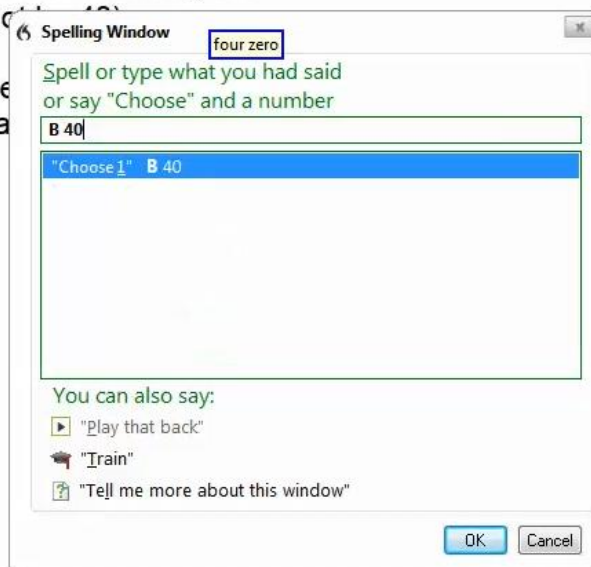 Spelling Window
four zero
Spell or type what you had said
or say "Choose" and a number
B 40
"Choose 1" B 40
You can also say:
"Play that back"
"Train"
"Tell me more about this window"
OK Cancel